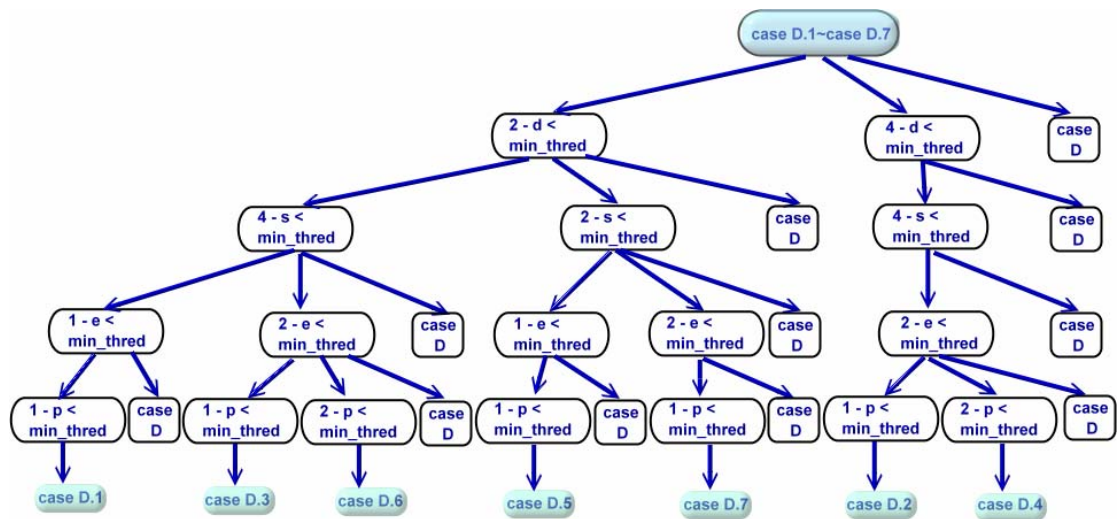 case D.1~case D.7
2 - d <
min_thred
4 - d <
min_thred
case
D
4 - s <
min_thred
2 - s <
min_thred
case
D
4 - s <
min_thred
case
D
1 - e <
min_thred
2 - e <
min_thred
case
D
1 - e <
min_thred
2 - e <
min_thred
case
D
2 - e <
min_thred
case
D
1 - p <
min_thred
case
D
1 - p <
min_thred
2 - p <
min_thred
case
D
1 - p <
min_thred
case
D
1 - p <
min_thred
case
D
1 - p <
min_thred
2 - p <
min_thred
case
D
case D.1
case D.3
case D.6
case D.5
case D.7
case D.2
case D.4